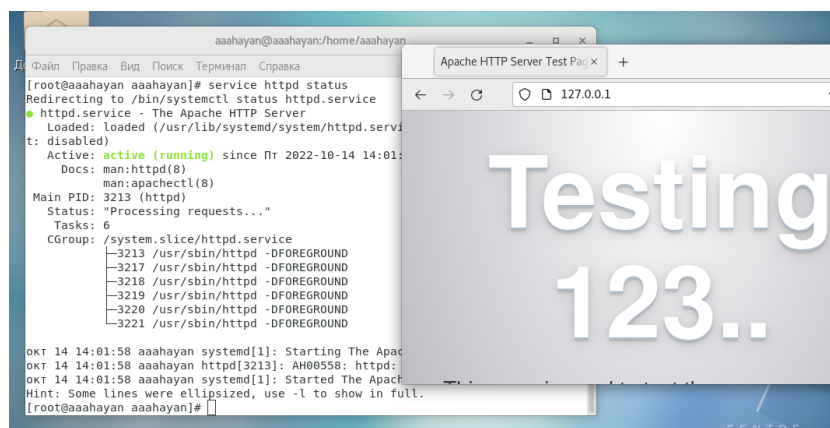 aaahayan@aaahayan:/home/aaahayan
Файл Правка Вид Поиск Терминал Справка
[root@aaahayan aaahayan]# service httpd status
Redirecting to /bin/systemctl status httpd.service
● httpd.service - The Apache HTTP Server
Loaded: loaded (/usr/lib/systemd/system/httpd.servi
t: disabled)
Active: active (running) since Пт 2022-10-14 14:01:
Docs: man:httpd(8)
man:apachectl(8)
Main PID: 3213 (httpd)
Status: "Processing requests..."
Tasks: 6
CGroup: /system.slice/httpd.service
├─3213 /usr/sbin/httpd -DFOREGROUND
├─3217 /usr/sbin/httpd -DFOREGROUND
├─3218 /usr/sbin/httpd -DFOREGROUND
├─3219 /usr/sbin/httpd -DFOREGROUND
├─3220 /usr/sbin/httpd -DFOREGROUND
└─3221 /usr/sbin/httpd -DFOREGROUND
окт 14 14:01:58 aaahayan systemd[1]: Starting The Apac
окт 14 14:01:58 aaahayan httpd[3213]: AH00558: httpd:
окт 14 14:01:58 aaahayan systemd[1]: Started The Apach
Hint: Some lines were ellipsized, use -l to show in full.
[root@aaahayan aaahayan]#
Apache HTTP Server Test Pag
127.0.0.1
Testing
123..